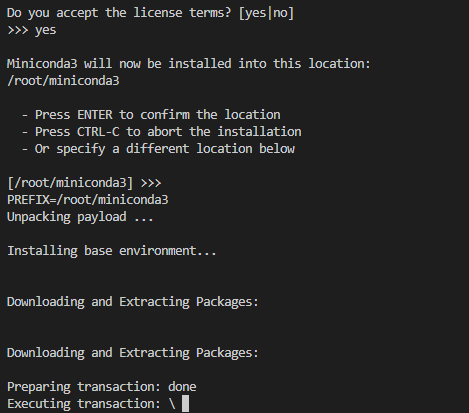 Do you accept the license terms? [yes|no]
>>> yes
Miniconda3 will now be installed into this location:
/root/miniconda3
- Press ENTER to confirm the location
- Press CTRL-C to abort the installation
- Or specify a different location below
[/root/miniconda3] >>>
PREFIX=/root/miniconda3
Unpacking payload ...
Installing base environment...
Downloading and Extracting Packages:
Downloading and Extracting Packages:
Preparing transaction: done
Executing transaction: \